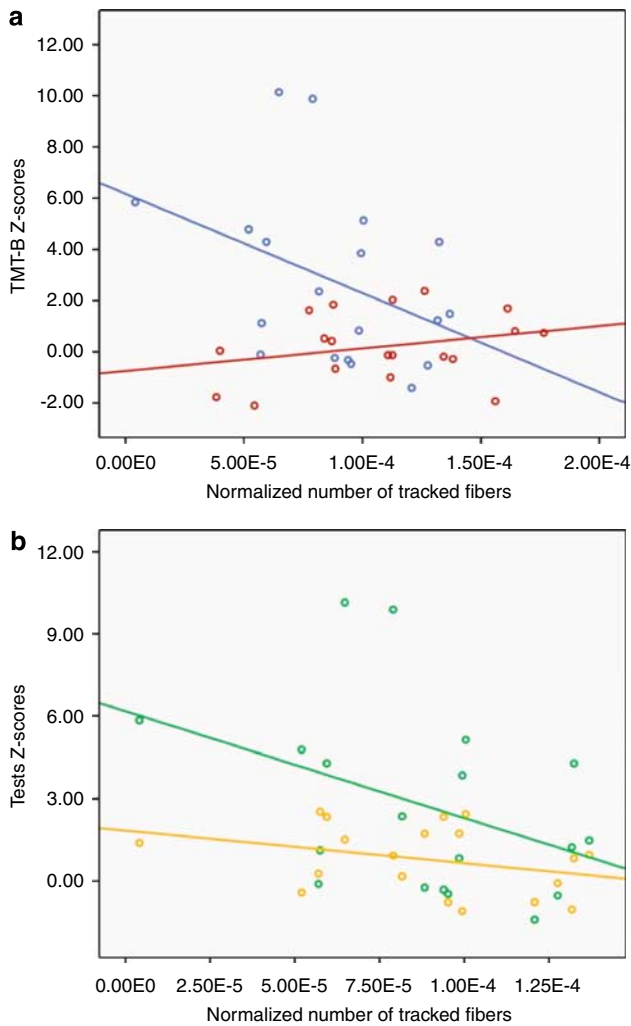 a
12.00
10.00
8.00
6.00
4.00
2.00
0.00
-2.00
TMT-B Z-scores
0.00E0 5.00E-5 1.00E-4 1.50E-4 2.00E-4
Normalized number of tracked fibers
b
12.00
9.00
6.00
3.00
0.00
Tests Z-scores
0.00E0 2.50E-5 5.00E-5 7.50E-5 1.00E-4 1.25E-4
Normalized number of tracked fibers